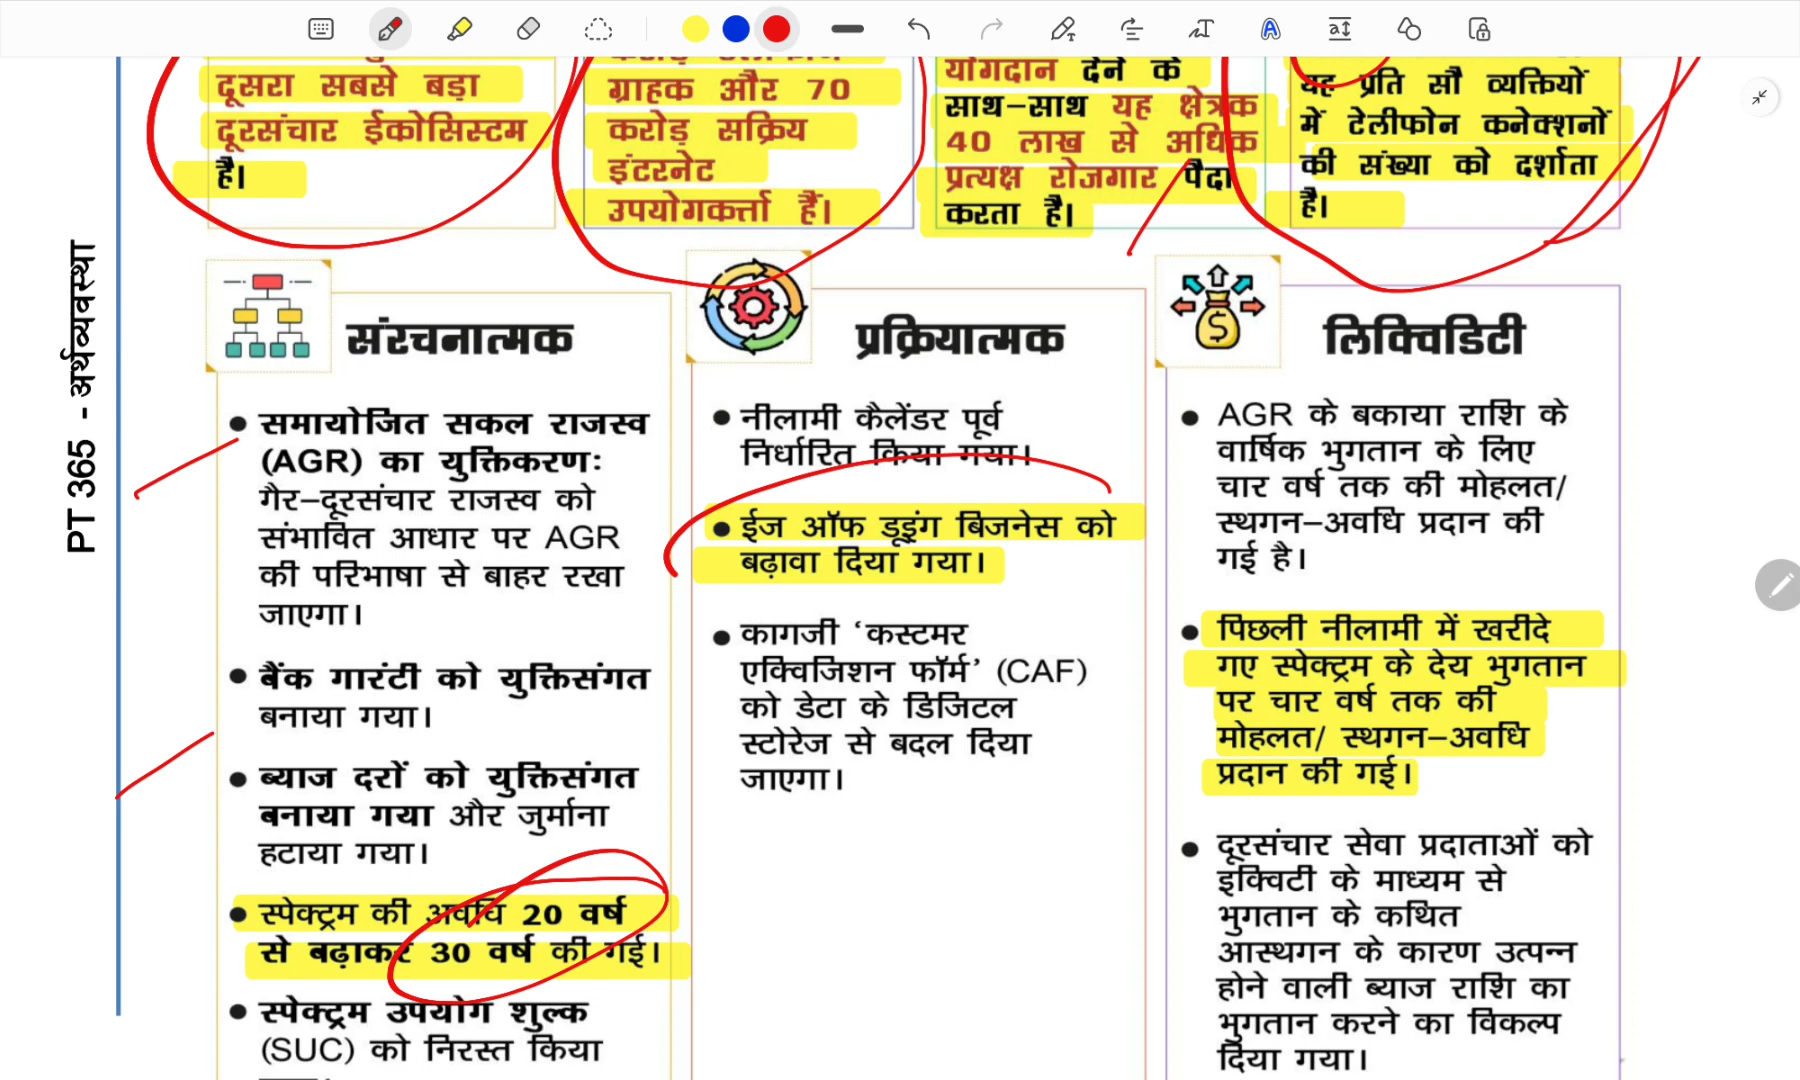 दूसरा सबसे बड़ा
दूरसंचार ईकोसिस्टम
है।
ग्राहक और 70
करोड़ सक्रिय
इंटरनेट
उपयोगकर्त्ता हैं।
योगदान देने के
साथ-साथ यह क्षेत्रक
40 लाख से अधिक
प्रत्यक्ष रोजगार पैदा
करता है।
यह प्रति सौ व्यक्तियों
में टेलीफोन कनेक्शनों
की संख्या को दर्शाता
है।
PT 365 - अर्थव्यवस्था
संरचनात्मक
समायोजित सकल राजस्व
(AGR) का युक्तिकरणः
गैर-दूरसंचार राजस्व को
संभावित आधार पर AGR
की परिभाषा से बाहर रखा
जाएगा।
बैंक गारंटी को युक्तिसंगत
बनाया गया।
ब्याज दरों को युक्तिसंगत
बनाया गया और जुर्माना
हटाया गया।
स्पेक्ट्रम की अवधि 20 वर्ष
से बढ़ाकर 30 वर्ष की गई।
स्पेक्ट्रम उपयोग शुल्क
(SUC) को निरस्त किया
प्रक्रियात्मक
नीलामी कैलेंडर पूर्व
निर्धारित किया गया।
ईज ऑफ डूइंग बिजनेस को
बढ़ावा दिया गया।
कागजी ‘कस्टमर
एक्विजिशन फॉर्म’ (CAF)
को डेटा के डिजिटल
स्टोरेज से बदल दिया
जाएगा।
लिक्विडिटी
AGR के बकाया राशि के
वार्षिक भुगतान के लिए
चार वर्ष तक की मोहलत/
स्थगन-अवधि प्रदान की
गई है।
पिछली नीलामी में खरीदे
गए स्पेक्ट्रम के देय भुगतान
पर चार वर्ष तक की
मोहलत/ स्थगन-अवधि
प्रदान की गई।
दूरसंचार सेवा प्रदाताओं को
इक्विटी के माध्यम से
भुगतान के कथित
आस्थगन के कारण उत्पन्न
होने वाली ब्याज राशि का
भुगतान करने का विकल्प
दिया गया।